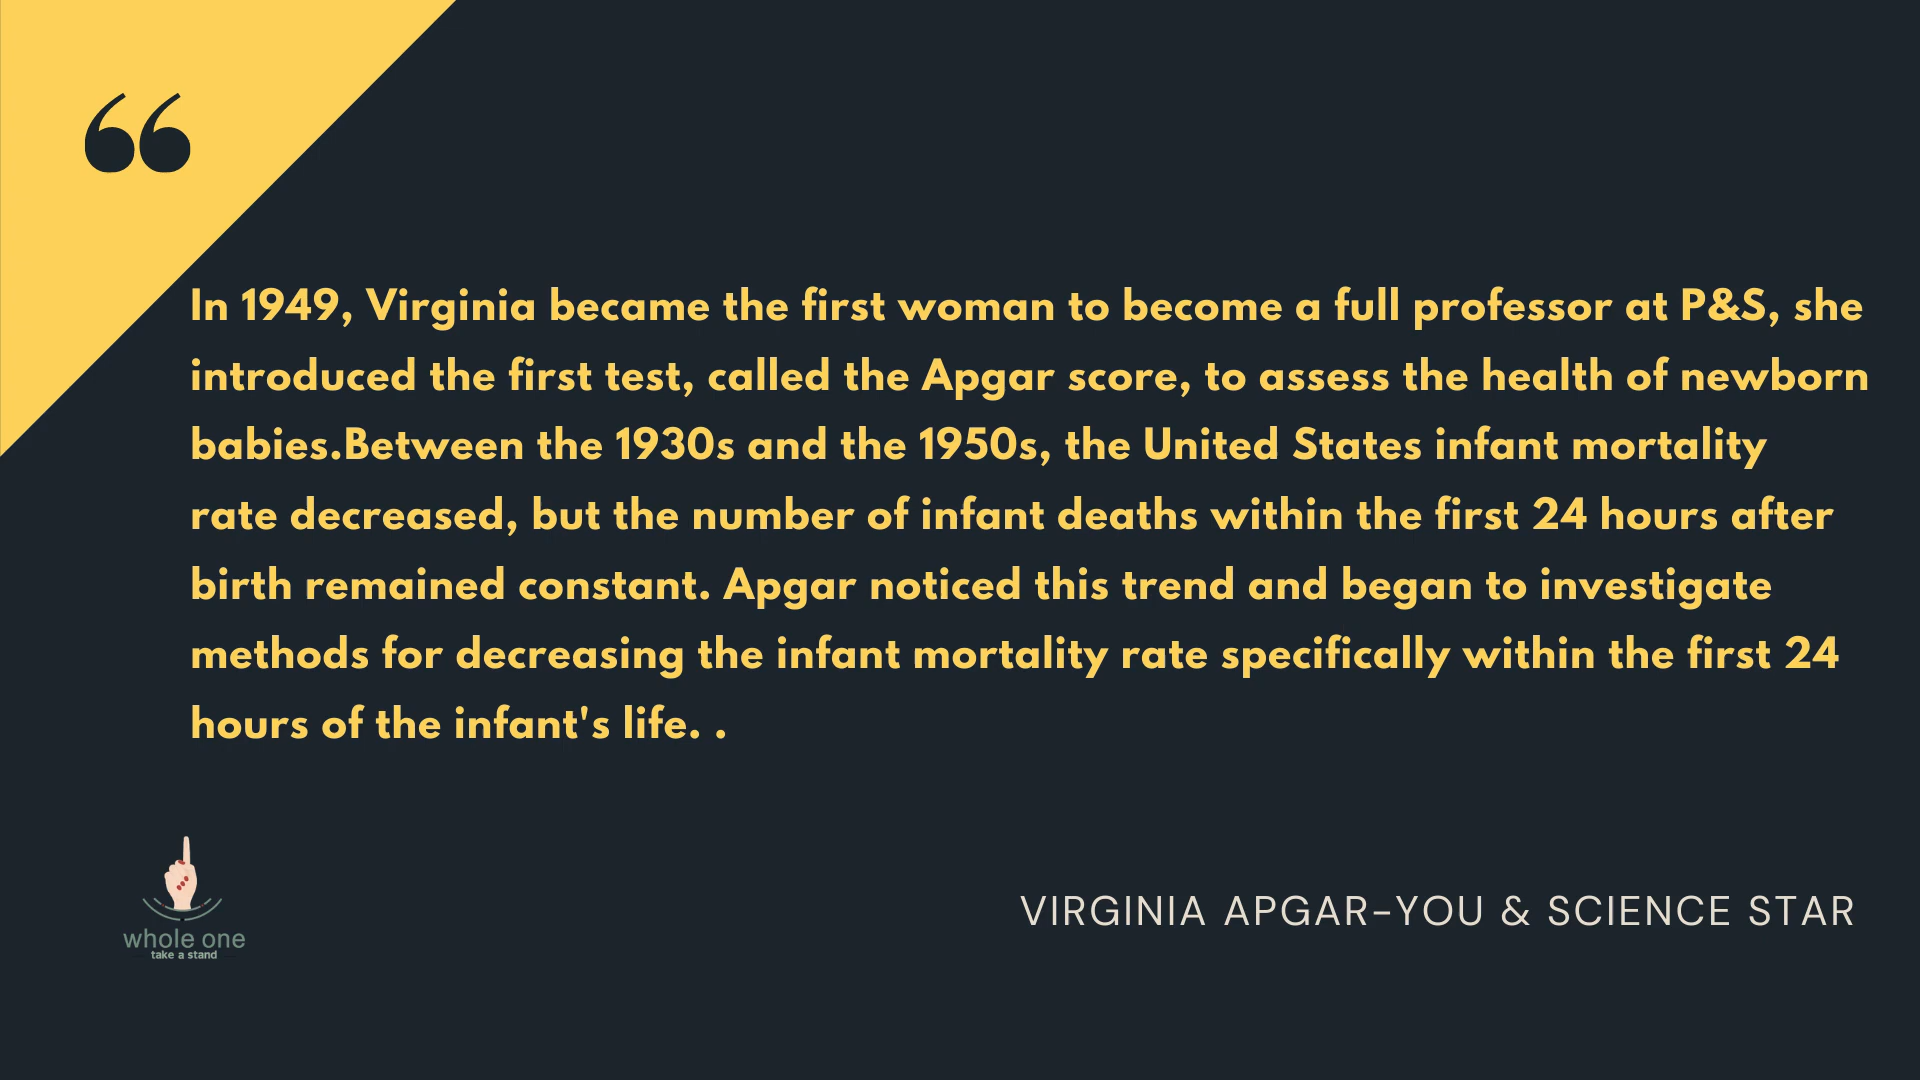 “
In 1949, Virginia became the first woman to become a full professor at P&S, she
introduced the first test, called the Apgar score, to assess the health of newborn
babies.Between the 1930s and the 1950s, the United States infant mortality
rate decreased, but the number of infant deaths within the first 24 hours after
birth remained constant. Apgar noticed this trend and began to investigate
methods for decreasing the infant mortality rate specifically within the first 24
hours of the infant's life. .
VIRGINIA APGAR–YOU & SCIENCE STAR
whole one
take a stand